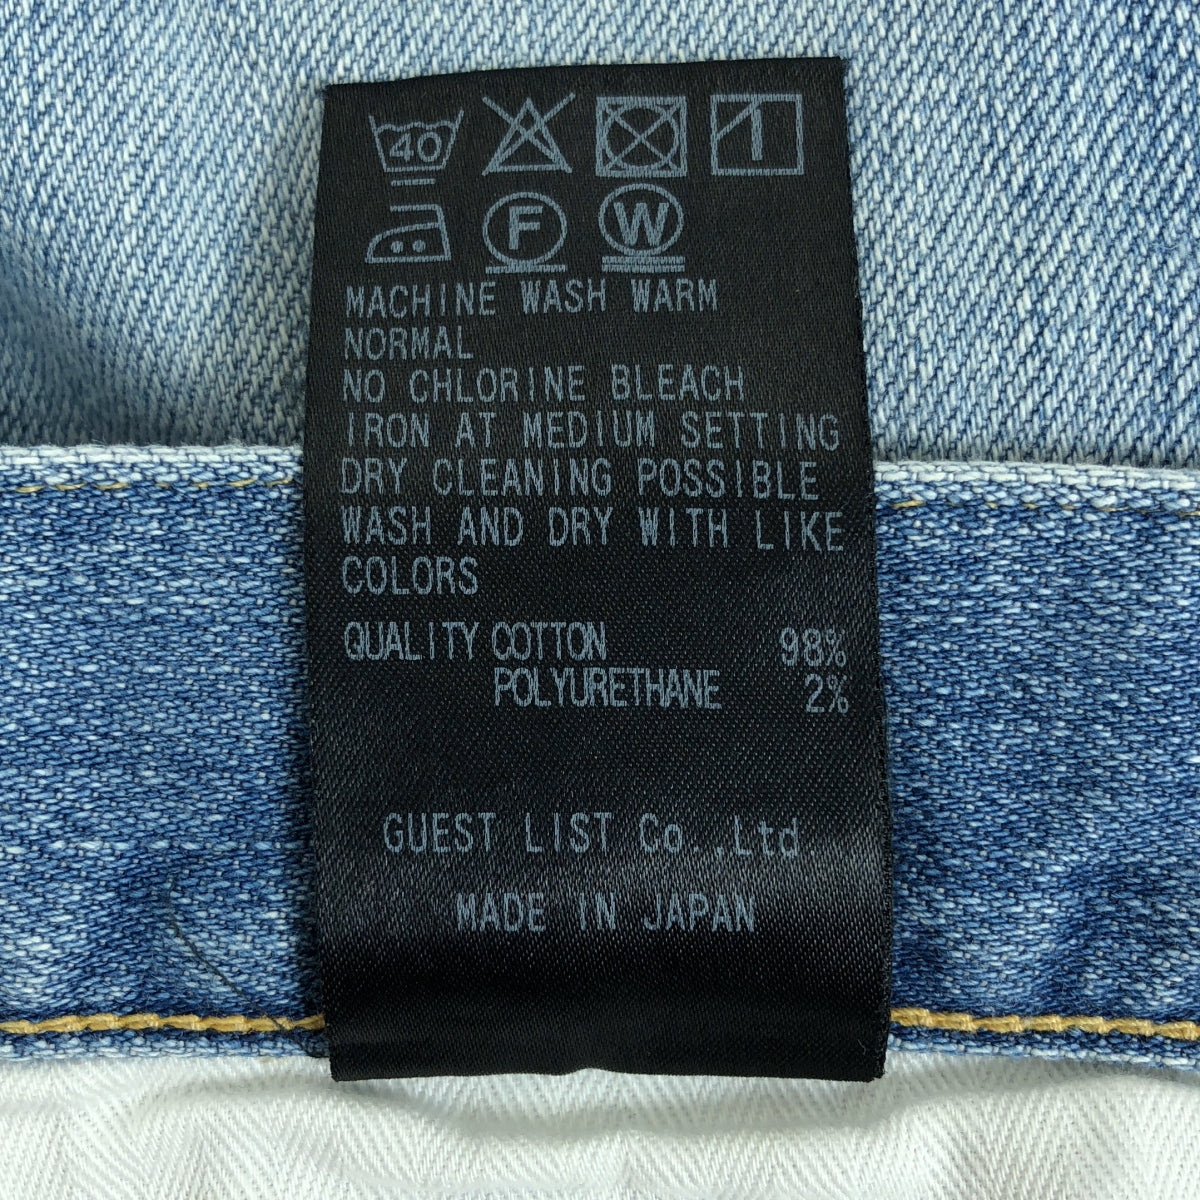 40
F W
MACHINE WASH WARM
NORMAL
NO CHLORINE BLEACH
IRON AT MEDIUM SETTING
DRY CLEANING POSSIBLE
WASH AND DRY WITH LIKE
COLORS
QUALITY COTTON 98%
POLYURETHANE 2%
GUEST LIST Co.,Ltd
MADE IN JAPAN